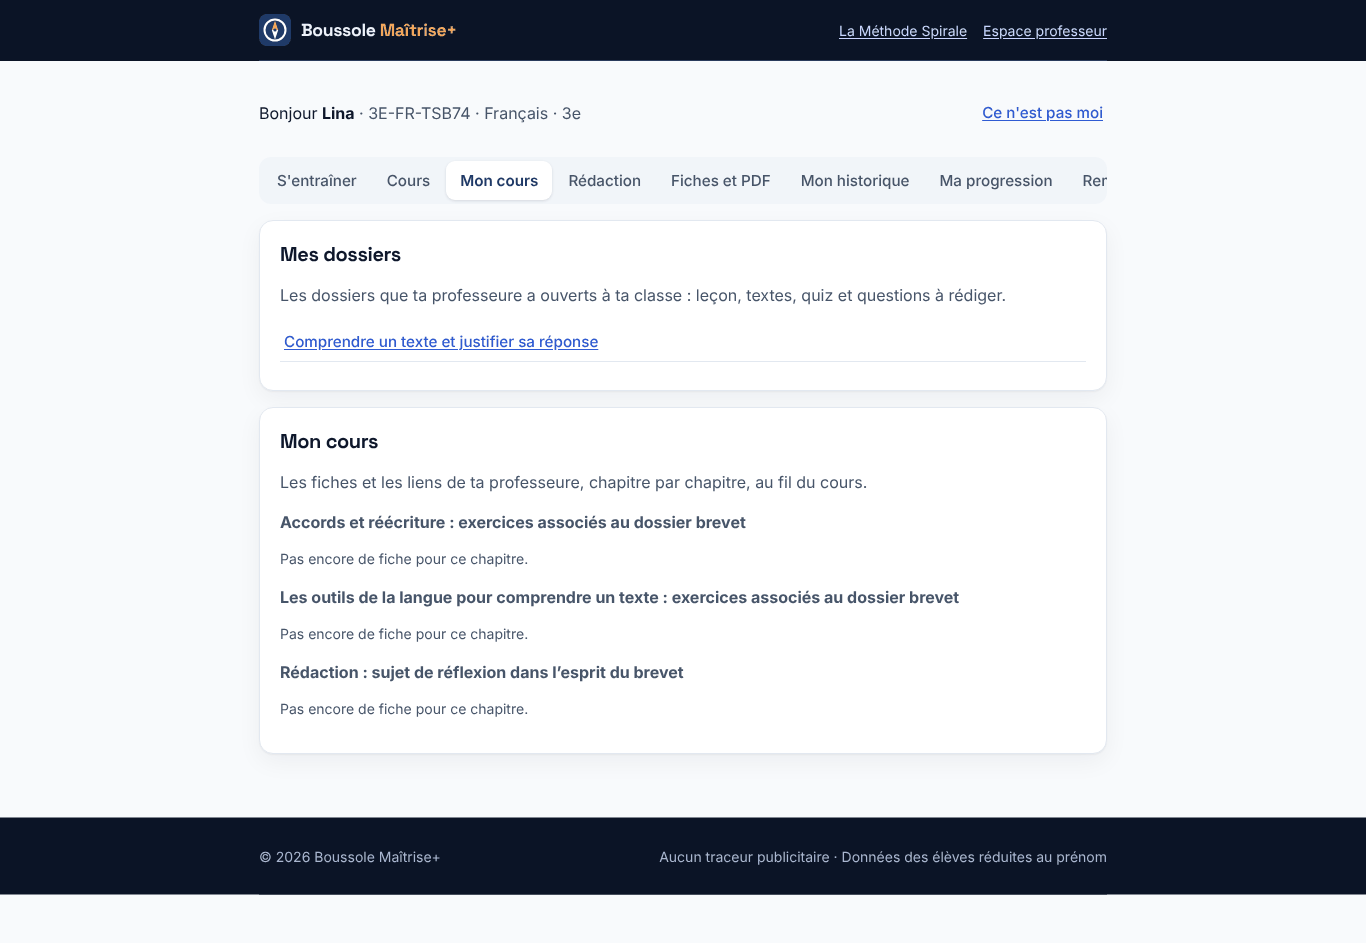 Boussole Maîtrise+
La Méthode Spirale Espace professeur
Bonjour Lina · 3E-FR-TSB74 · Français · 3e
Ce n'est pas moi
S'entraîner Cours Mon cours Rédaction Fiches et PDF Mon historique Ma progression
Mes dossiers
Les dossiers que ta professeure a ouverts à ta classe : leçon, textes, quiz et questions à rédiger.
Comprendre un texte et justifier sa réponse
Mon cours
Les fiches et les liens de ta professeure, chapitre par chapitre, au fil du cours.
Accords et réécriture : exercices associés au dossier brevet
Pas encore de fiche pour ce chapitre.
Les outils de la langue pour comprendre un texte : exercices associés au dossier brevet
Pas encore de fiche pour ce chapitre.
Rédaction : sujet de réflexion dans l’esprit du brevet
Pas encore de fiche pour ce chapitre.
© 2026 Boussole Maîtrise+
Aucun traceur publicitaire · Données des élèves réduites au prénom